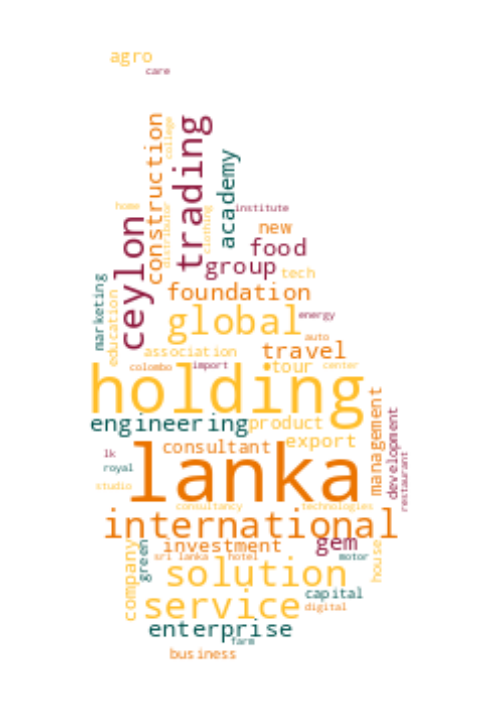 agro
care
construction
college
trading
academy
home
distributor
clothing
institute
ceylon
new
food
group
tech
marketing
education
foundation
global
energy
auto
association
travel
colombo
import
tour
center
holding
engineering
product
management
development
restaurant
consultant
export
lk
royal
lanka
studio
consultancy
technologies
international
company
green
investment
gem
house
sri lanka
hotel
motor
solution
capital
service
digital
enterprise
farm
business